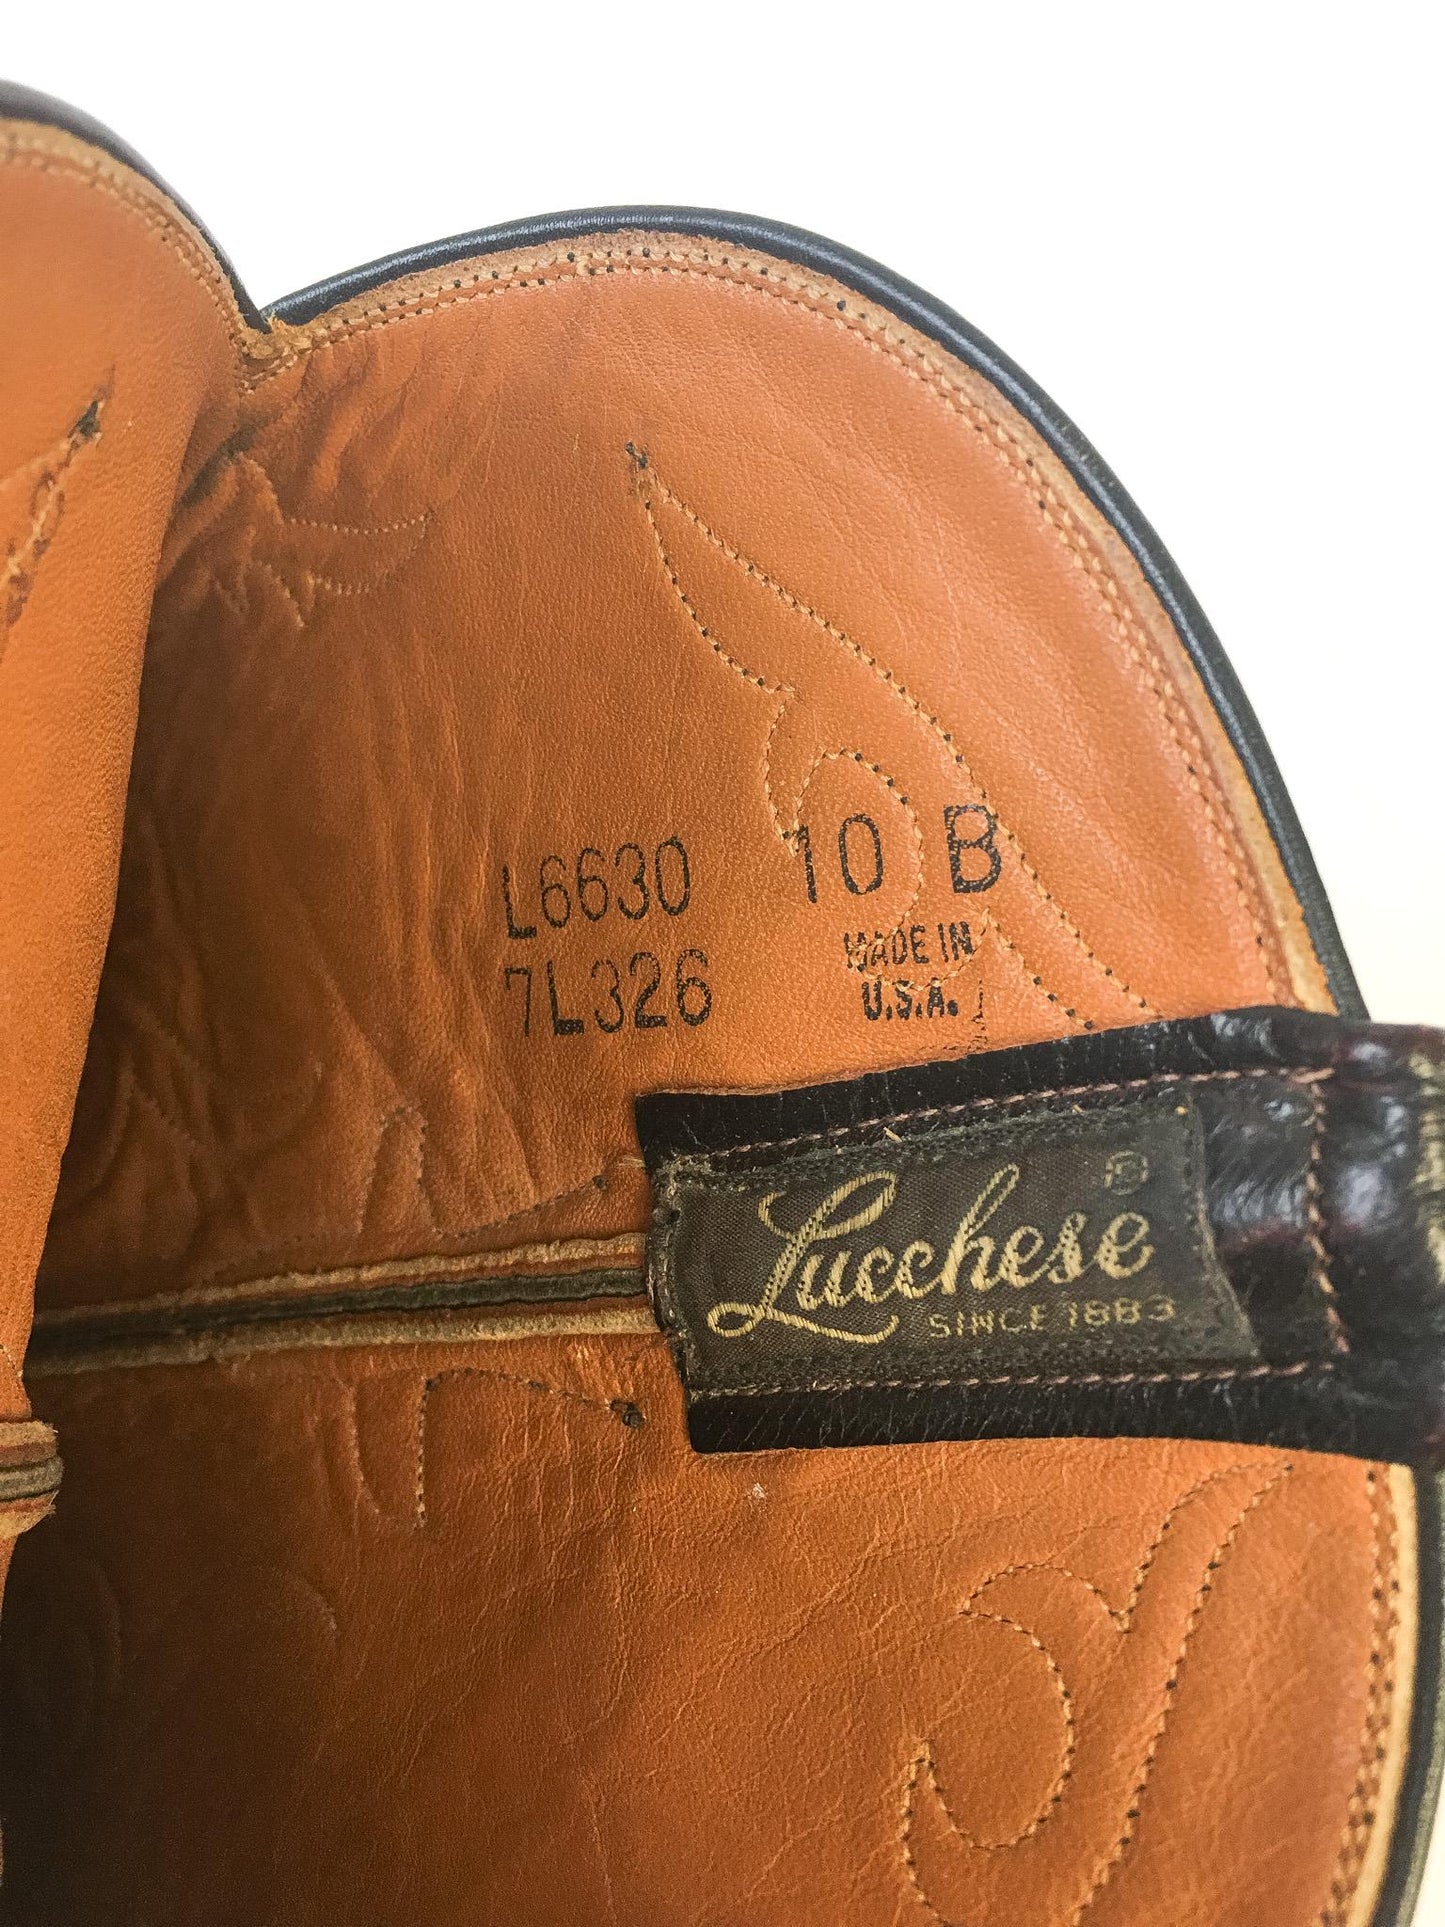 L6630 10 B
7L326 MADE IN
U.S.A.
Lucchese ®
SINCE 1883